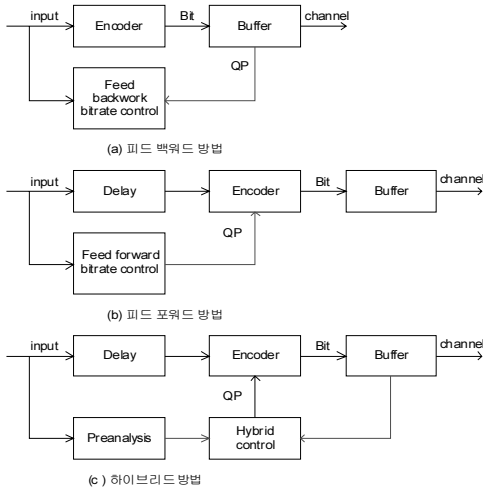 input
Encoder
Bit
Buffer
channel
QP
Feed
backwork
bitrate control
(a) 피드 백워드 방법
input
Delay
Encoder
Bit
Buffer
channel
QP
Feed forward
bitrate control
(b) 피드 포워드 방법
input
Delay
Encoder
Bit
Buffer
channel
QP
Preanalysis
Hybrid
control
(c ) 하이브리드 방법